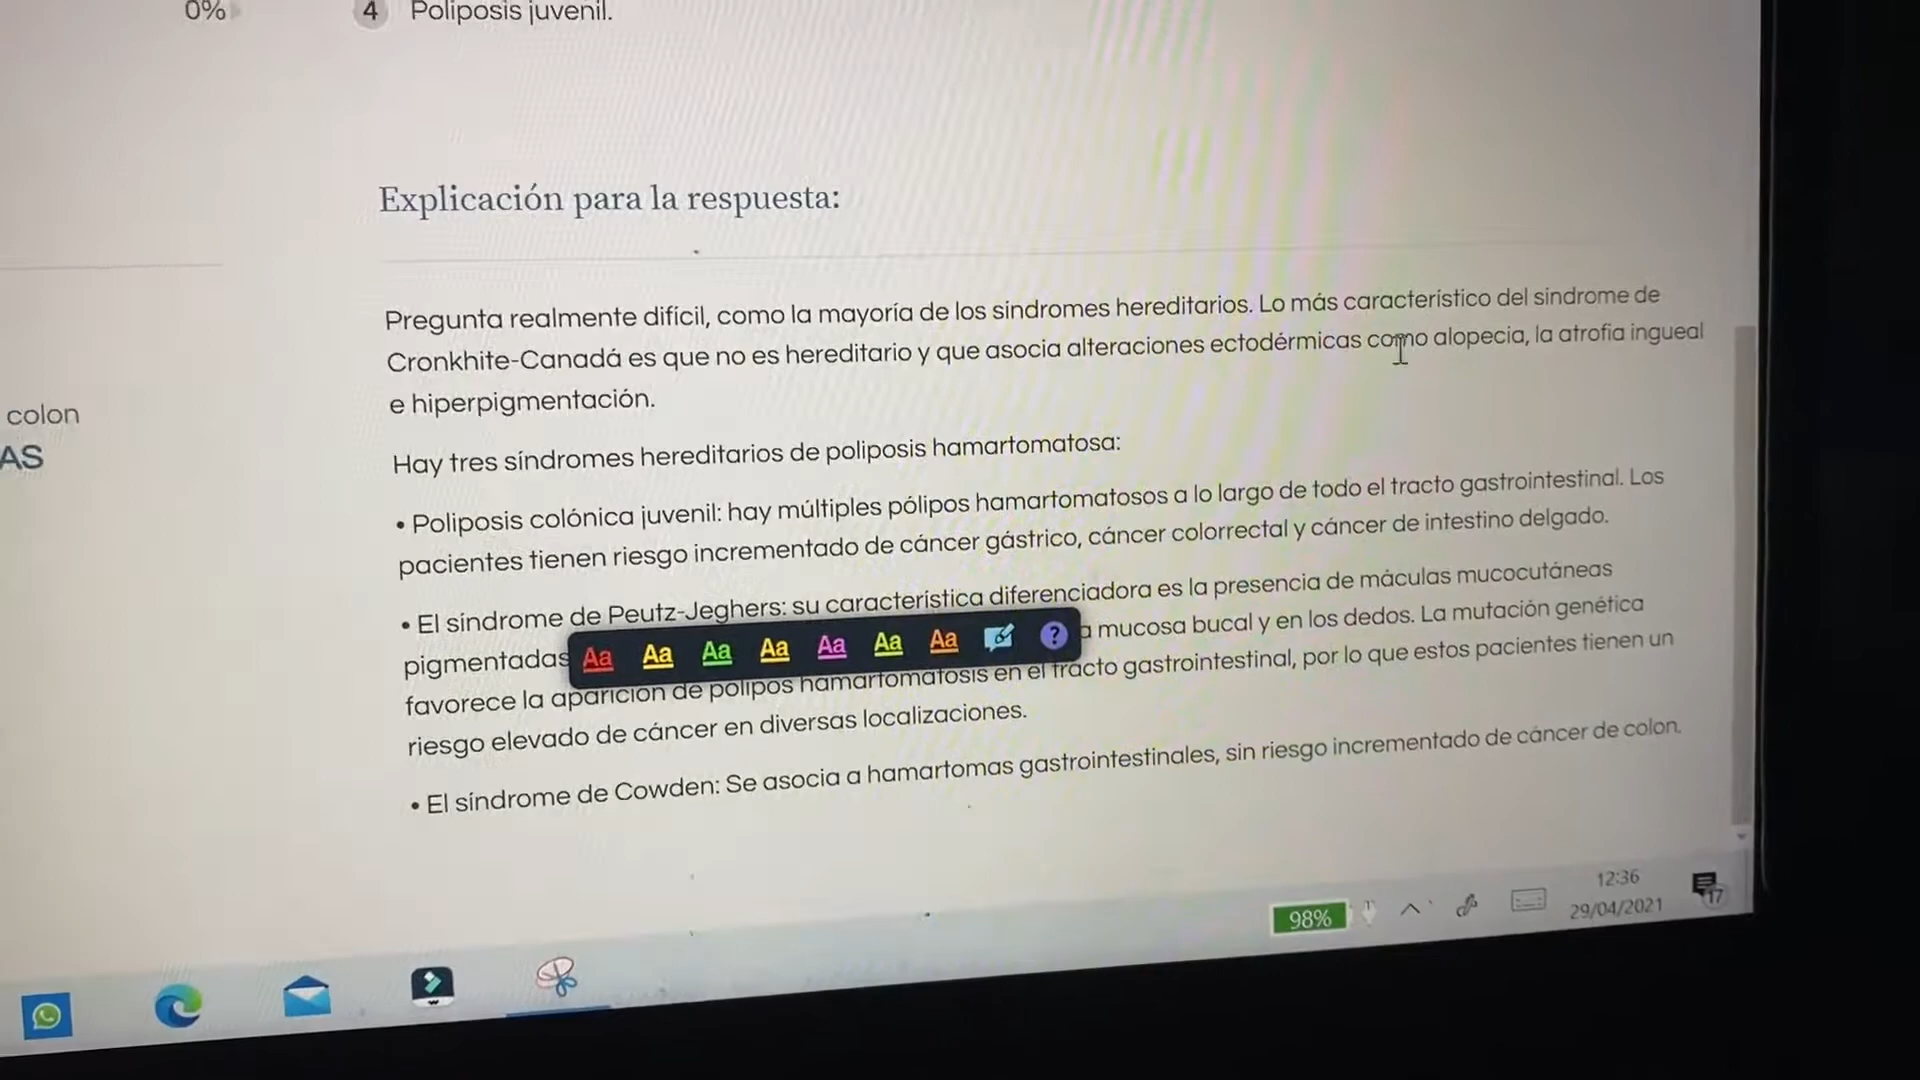 0%
4 Poliposis juvenil.
Explicación para la respuesta:
Pregunta realmente difícil, como la mayoría de los sindromes hereditarios. Lo más característico del sindrome de
Cronkhite-Canadá es que no es hereditario y que asocia alteraciones ectodérmicas como alopecia, la atrofia ingueal
e hiperpigmentación.
colon
AS
Hay tres síndromes hereditarios de poliposis hamartomatosa:
• Poliposis colónica juvenil: hay múltiples pólipos hamartomatosos a lo largo de todo el tracto gastrointestinal. Los
pacientes tienen riesgo incrementado de cáncer gástrico, cáncer colorrectal y cáncer de intestino delgado.
• El síndrome de Peutz-Jeghers: su característica diferenciadora es la presencia de máculas mucocutáneas
pigmentadas a mucosa bucal y en los dedos. La mutación genética
Aa Aa Aa Aa Aa Aa Aa ?
favorece la aparición de pólipos hamartomatosis en el tracto gastrointestinal, por lo que estos pacientes tienen un
riesgo elevado de cáncer en diversas localizaciones.
• El síndrome de Cowden: Se asocia a hamartomas gastrointestinales, sin riesgo incrementado de cáncer de colon.
98%
12:36
29/04/2021
17